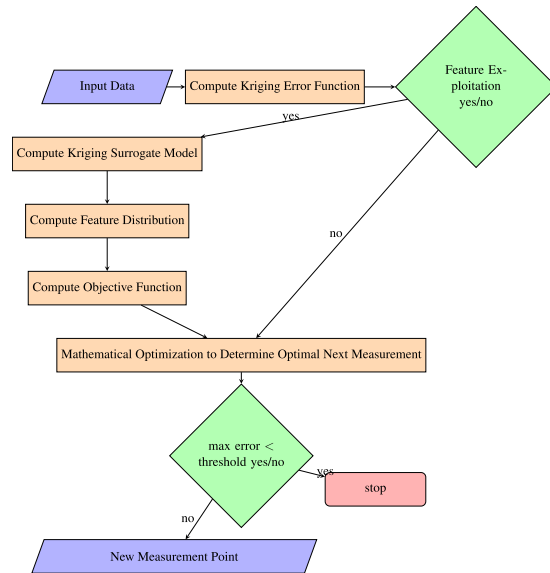 Input Data
Compute Kriging Error Function
Feature Ex-
ploitation
yes/no
yes
Compute Kriging Surrogate Model
Compute Feature Distribution
no
Compute Objective Function
Mathematical Optimization to Determine Optimal Next Measurement
max error <
threshold yes/no
yes
stop
no
New Measurement Point